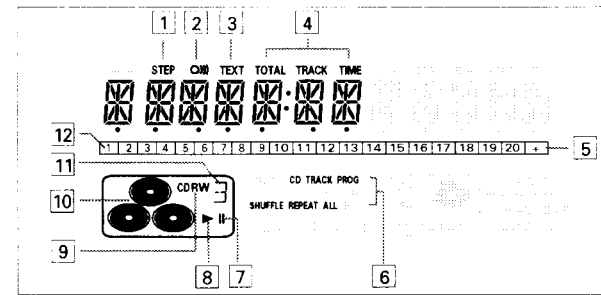 1 2 3 4
STEP TEXT TOTAL TRACK TIME
12 1 2 3 4 5 6 7 8 9 10 11 12 13 14 15 16 17 18 19 20 + 5
11
10 CDRW CD TRACK PROG
SHUFFLE REPEAT ALL
9 8 7 6